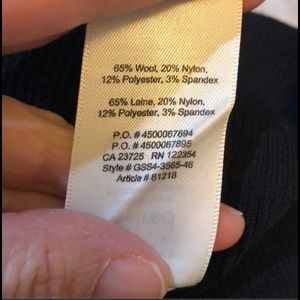 65% Wool, 20% Nylon,
12% Polyester, 3% Spandex
65% Laine, 20% Nylon,
12% Polyester, 3% Spandex
P.O. # 4500067894
P.O. # 4500067895
CA 23725 RN 122354
Style # GSS4-3565-46
Article # 61218